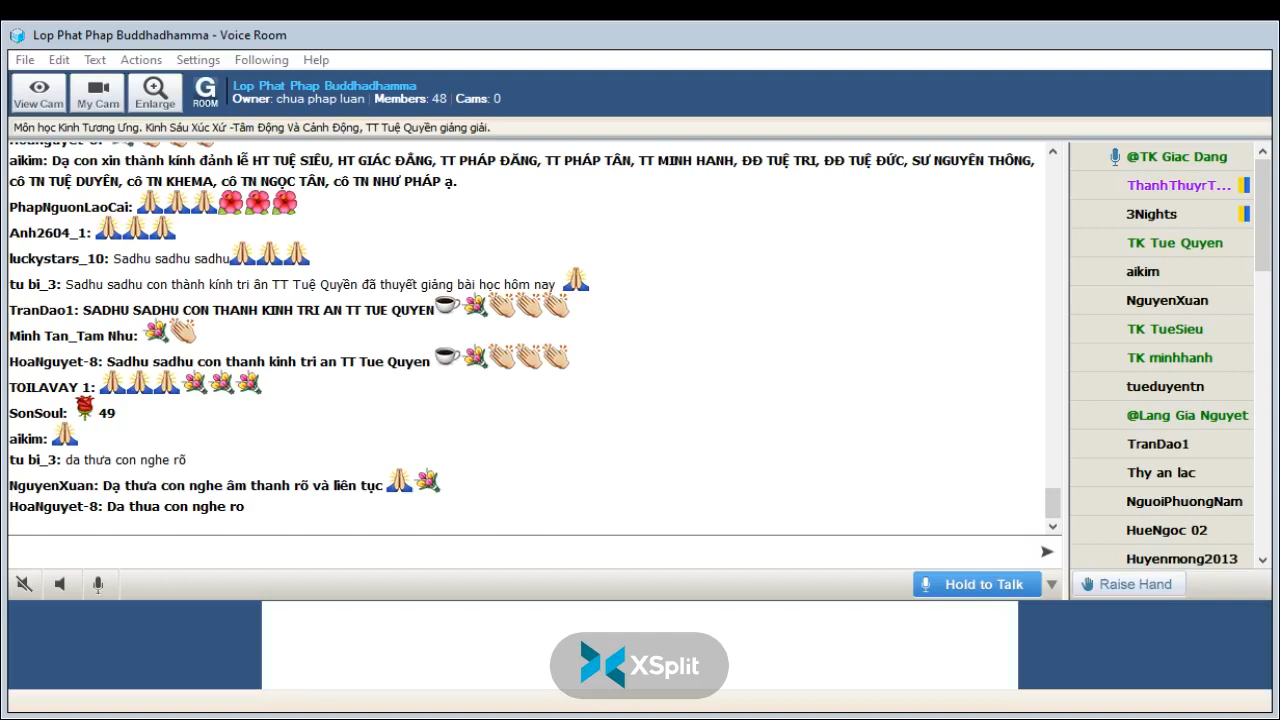 Lop Phat Phap Buddhadhamma - Voice Room
File Edit Text Actions Settings Following Help
View Cam My Cam Enlarge G ROOM
Lop Phat Phap Buddhadhamma
Owner: chua phap luan | Members: 48 | Cams: 0
Môn học Kinh Tương Ưng. Kinh Sáu Xúc Xứ -Tâm Động Và Cảnh Động, TT Tuệ Quyền giảng giải.
HoaNguyet-8:
aikim: Dạ con xin thành kính đảnh lễ HT TUỆ SIÊU, HT GIÁC ĐẲNG, TT PHÁP ĐĂNG, TT PHÁP TÂN, TT MINH HẠNH, ĐĐ TUỆ TRI, ĐĐ TUỆ ĐỨC, SƯ NGUYÊN THÔNG,
cô TN TUỆ DUYÊN, cô TN KHEMA, cô TN NGỌC TÂN, cô TN NHƯ PHÁP ạ.
PhapNguonLaoCai:
Anh2604_1:
luckystars_10: Sadhu sadhu sadhu
tu bi_3: Sadhu sadhu con thành kính tri ân TT Tuệ Quyền đã thuyết giảng bài học hôm nay
TranDao1: SADHU SADHU CON THANH KINH TRI AN TT TUE QUYEN
Minh Tan_Tam Nhu:
HoaNguyet-8: Sadhu sadhu con thanh kinh tri an TT Tue Quyen
TOILAVAY 1:
SonSoul: 49
aikim:
tu bi_3: da thưa con nghe rõ
NguyenXuan: Dạ thưa con nghe âm thanh rõ và liên tục
HoaNguyet-8: Da thua con nghe ro
@TK Giac Dang
ThanhThuyrT...
3Nights
TK Tue Quyen
aikim
NguyenXuan
TK TueSieu
TK minhhanh
tueduyentn
@Lang Gia Nguyet
TranDao1
Thy an lac
NguoiPhuongNam
HueNgoc 02
Huyenmong2013
Hold to Talk
Raise Hand
XSplit